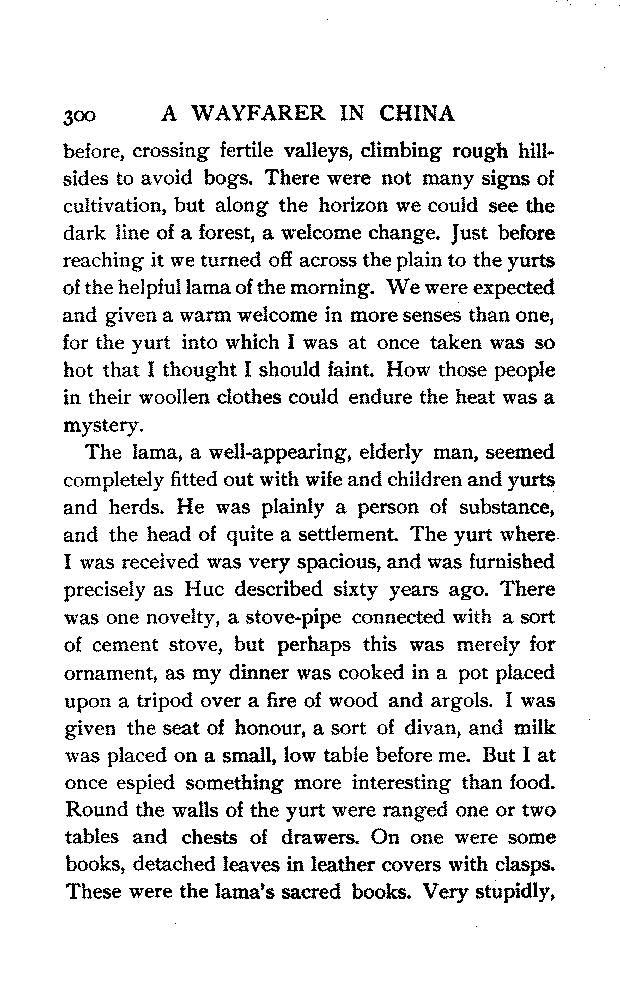 300 A WAYFARER IN CHINA
before, crossing fertile valleys, climbing rough hill-
sides to avoid bogs. There were not many signs of
cultivation, but along the horizon we could see the
dark line of a forest, a welcome change. Just before
reaching it we turned off across the plain to the yurts
of the helpful lama of the morning. We were expected
and given a warm welcome in more senses than one,
for the yurt into which I was at once taken was so
hot that I thought I should faint. How those people
in their woollen clothes could endure the heat was a
mystery.
The lama, a well-appearing, elderly man, seemed
completely fitted out with wife and children and yurts
and herds. He was plainly a person of substance,
and the head of quite a settlement. The yurt where
I was received was very spacious, and was furnished
precisely as Huc described sixty years ago. There
was one novelty, a stove-pipe connected with a sort
of cement stove, but perhaps this was merely for
ornament, as my dinner was cooked in a pot placed
upon a tripod over a fire of wood and argols. I was
given the seat of honour, a sort of divan, and milk
was placed on a small, low table before me. But I at
once espied something more interesting than food.
Round the walls of the yurt were ranged one or two
tables and chests of drawers. On one were some
books, detached leaves in leather covers with clasps.
These were the lama's sacred books. Very stupidly,